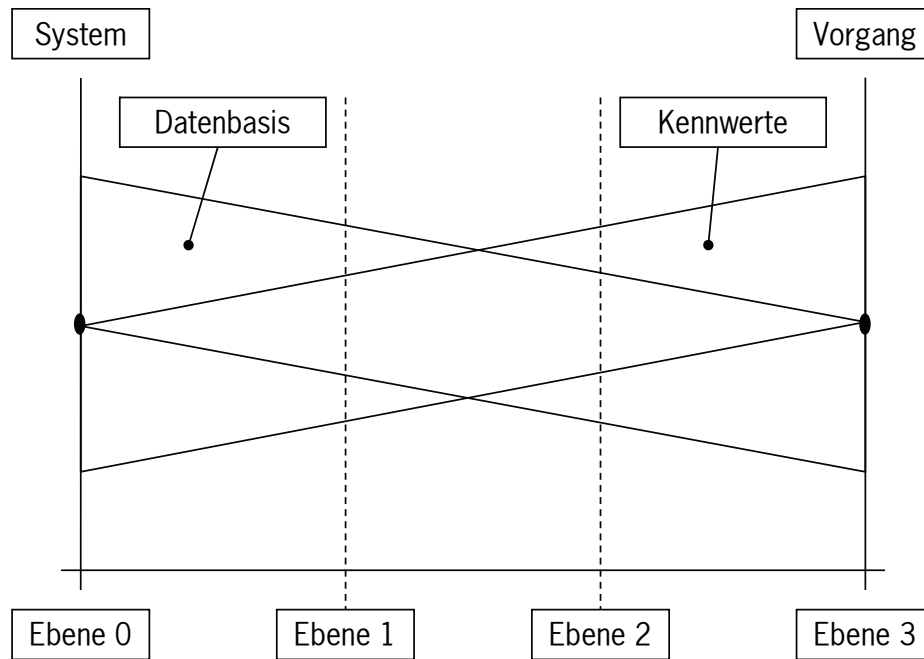 System
Vorgang
Datenbasis
Kennwerte
Ebene 0
Ebene 1
Ebene 2
Ebene 3